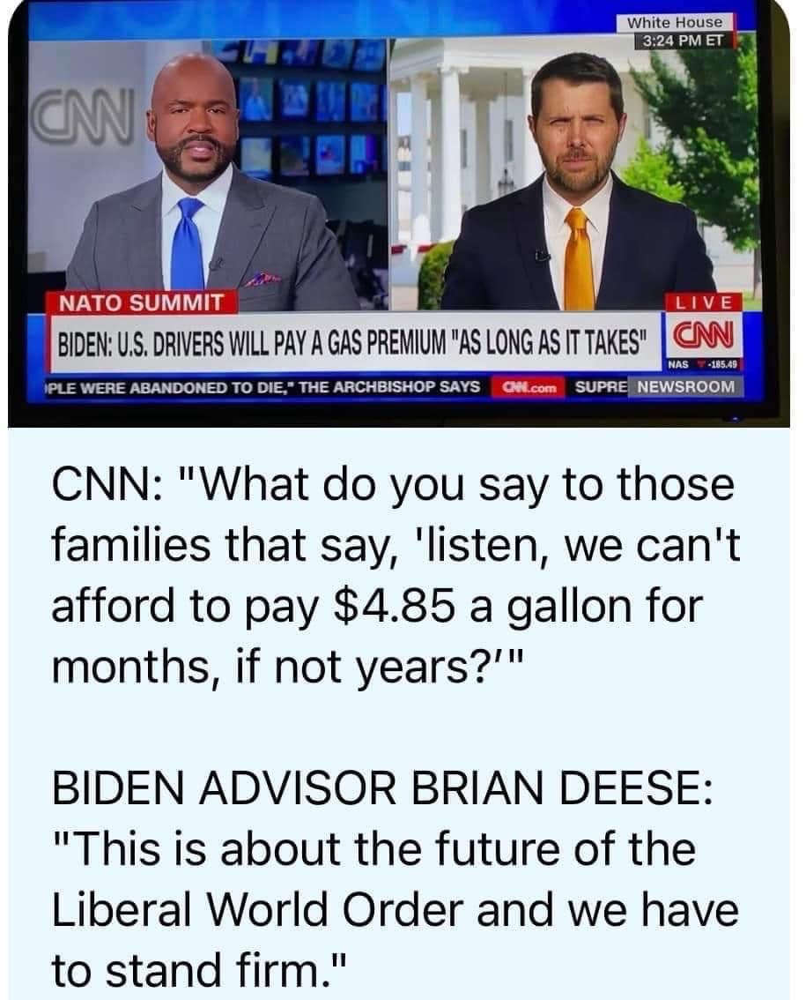 White House
3:24 PM ET
CNN
NATO SUMMIT
LIVE
BIDEN: U.S. DRIVERS WILL PAY A GAS PREMIUM "AS LONG AS IT TAKES"
CNN
NAS ▼ -185.49
PLE WERE ABANDONED TO DIE," THE ARCHBISHOP SAYS CNN.com SUPRE NEWSROOM
CNN: "What do you say to those
families that say, 'listen, we can't
afford to pay $4.85 a gallon for
months, if not years?'"
BIDEN ADVISOR BRIAN DEESE:
"This is about the future of the
Liberal World Order and we have
to stand firm."